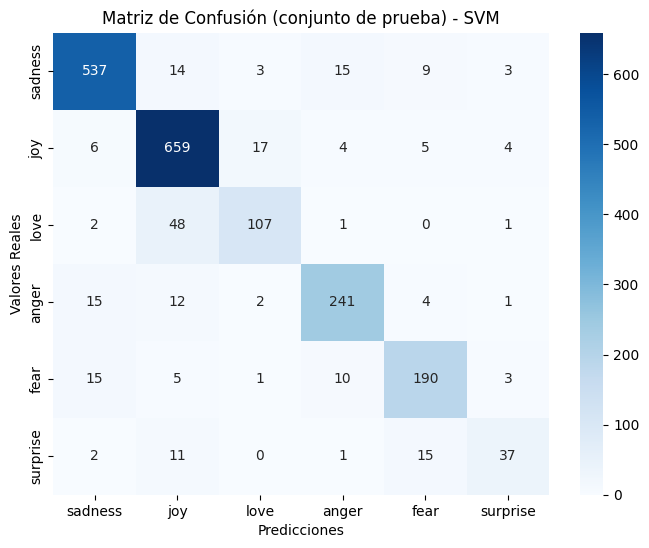 Matriz de Confusión (conjunto de prueba) - SVM
sadness 537 14 3 15 9 3
joy 6 659 17 4 5 4
love 2 48 107 1 0 1
anger 15 12 2 241 4 1
fear 15 5 1 10 190 3
surprise 2 11 0 1 15 37
sadness joy love anger fear surprise
Valores Reales
Predicciones
600
500
400
300
200
100
0